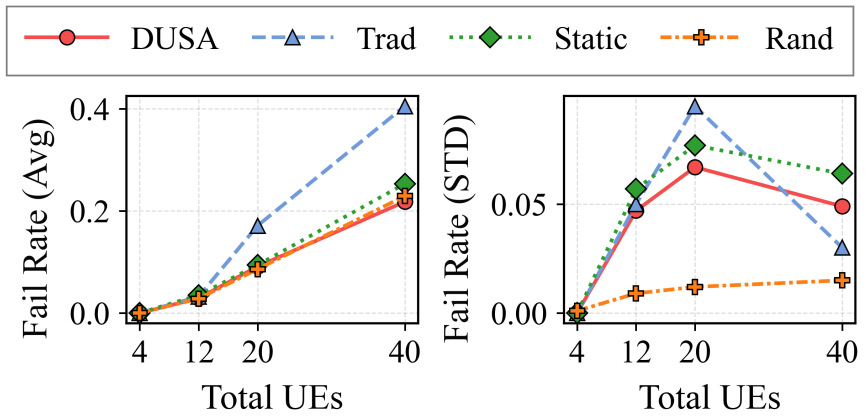 DUSA Trad Static Rand
Fail Rate (Avg)
0.4
0.2
0.0
4 12 20 40
Total UEs
Fail Rate (STD)
0.05
0.00
4 12 20 40
Total UEs